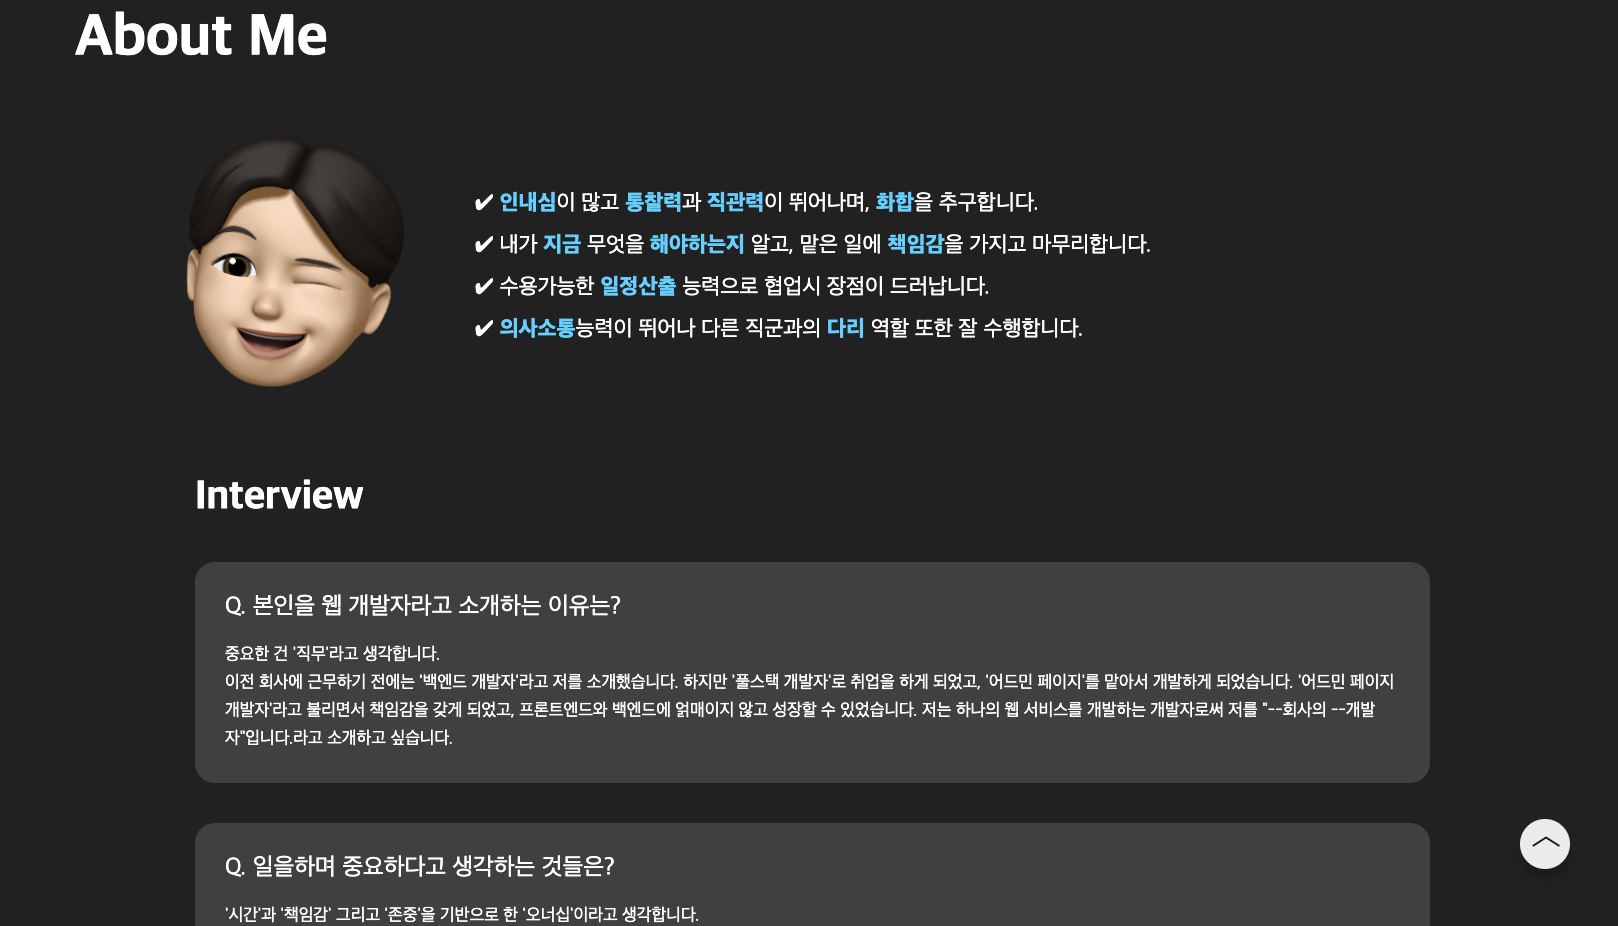 About Me
✔ 인내심이 많고 통찰력과 직관력이 뛰어나며, 화합을 추구합니다.
✔ 내가 지금 무엇을 해야하는지 알고, 맡은 일에 책임감을 가지고 마무리합니다.
✔ 수용가능한 일정산출 능력으로 협업시 장점이 드러납니다.
✔ 의사소통능력이 뛰어나 다른 직군과의 다리 역할 또한 잘 수행합니다.
Interview
Q. 본인을 웹 개발자라고 소개하는 이유는?
중요한 건 '직무'라고 생각합니다.
이전 회사에 근무하기 전에는 '백엔드 개발자'라고 저를 소개했습니다. 하지만 '풀스택 개발자'로 취업을 하게 되었고, '어드민 페이지'를 맡아서 개발하게 되었습니다. '어드민 페이지
개발자'라고 불리면서 책임감을 갖게 되었고, 프론트엔드와 백엔드에 얽매이지 않고 성장할 수 있었습니다. 저는 하나의 웹 서비스를 개발하는 개발자로써 저를 "--회사의 --개발
자"입니다.라고 소개하고 싶습니다.
Q. 일을하며 중요하다고 생각하는 것들은?
'시간'과 '책임감' 그리고 '존중'을 기반으로 한 '오너십'이라고 생각합니다.